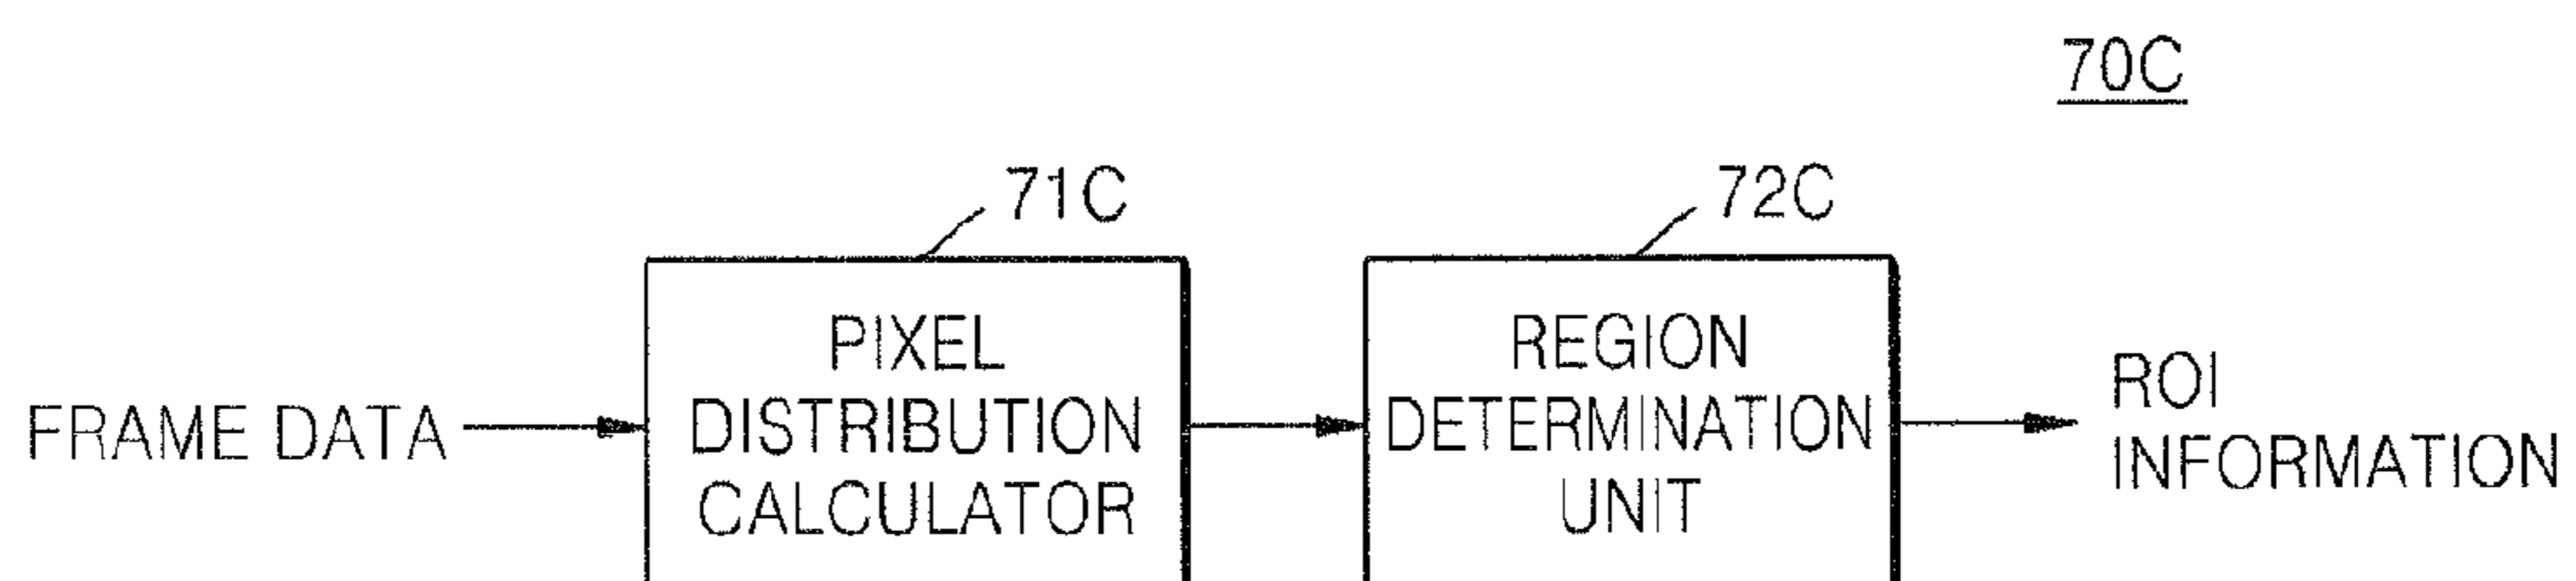 70C
71C
72C
FRAME DATA
PIXEL
DISTRIBUTION
CALCULATOR
REGION
DETERMINATION
UNIT
ROI
INFORMATION